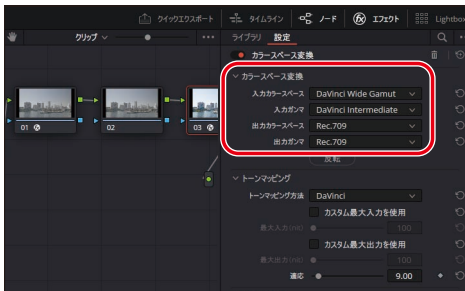 クイックエクスポート タイムライン ノード エフェクト Lightbox
クリップ ライブラリ 設定
カラースペース変換
カラースペース変換
入力カラースペース DaVinci Wide Gamut
入力ガンマ DaVinci Intermediate
出力カラースペース Rec.709
出力ガンマ Rec.709
反転
01 02 03
トーンマッピング
トーンマッピング方法 DaVinci
カスタム最大入力を使用
最大入力(nit) 100
カスタム最大出力を使用
最大出力(nit) 100
適応 9.00